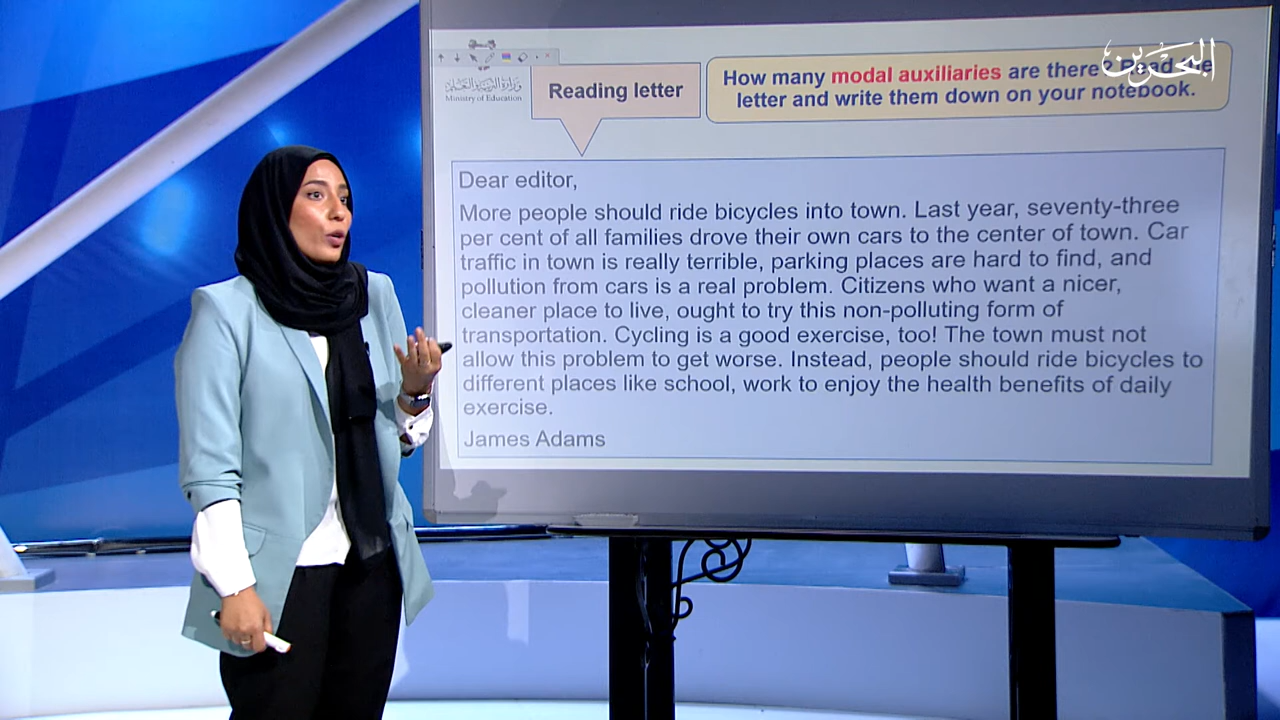 البحرين
وزارة التربية والتعليم
Ministry of Education
Reading letter
How many modal auxiliaries are there? Read the
letter and write them down on your notebook.
Dear editor,
More people should ride bicycles into town. Last year, seventy-three
per cent of all families drove their own cars to the center of town. Car
traffic in town is really terrible, parking places are hard to find, and
pollution from cars is a real problem. Citizens who want a nicer,
cleaner place to live, ought to try this non-polluting form of
transportation. Cycling is a good exercise, too! The town must not
allow this problem to get worse. Instead, people should ride bicycles to
different places like school, work to enjoy the health benefits of daily
exercise.
James Adams